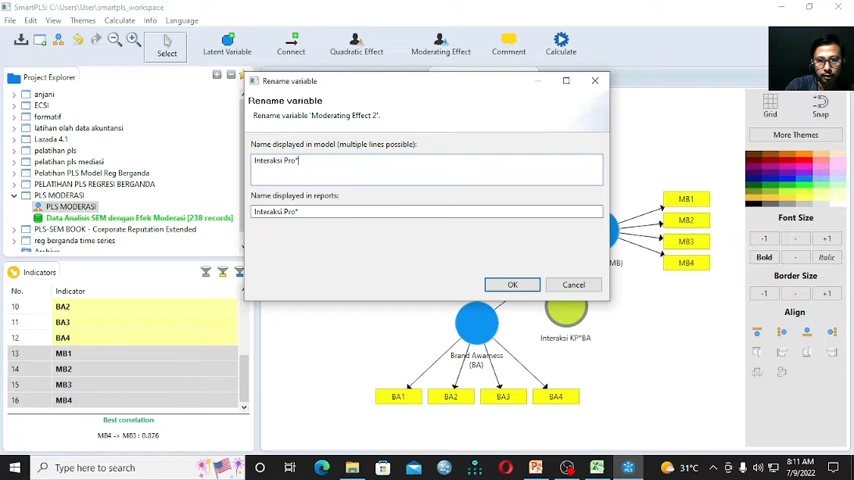 SmartPLS: C:\Users\User\smartpls_workspace
File Edit View Themes Calculate Info Language
Select
Latent Variable
Connect
Quadratic Effect
Moderating Effect
Comment
Calculate
Project Explorer
anjani
ECSI
formatif
latihan olah data akuntansi
Lazada 4.1
pelatihan pls
pelatihan pls mediasi
Pelatihan PLS Model Reg Berganda
PELATIHAN PLS REGRESI BERGANDA
PLS MODERASI
PLS MODERASI
Data Analisis SEM dengan Efek Moderasi [238 records]
PLS-SEM BOOK - Corporate Reputation Extended
reg berganda time series
Indicators
No. Indicator
10 BA2
11 BA3
12 BA4
13 MB1
14 MB2
15 MB3
16 MB4
Best correlation
MB4 -> MB3 : 0.876
Rename variable
Rename variable
Rename variable 'Moderating Effect 2'.
Name displayed in model (multiple lines possible):
Interaksi Pro*
Name displayed in reports:
Interaksi Pro*
OK
Cancel
MB1
MB2
MB3
MB4
MB)
Interaksi KP*BA
Brand Awarness
(BA)
BA1
BA2
BA3
BA4
Grid
Snap
More Themes
Font Size
-1 - +1
Bold - Italic
Border Size
-1 - +1
Align
Type here to search
31°C
8:11 AM
7/9/2022